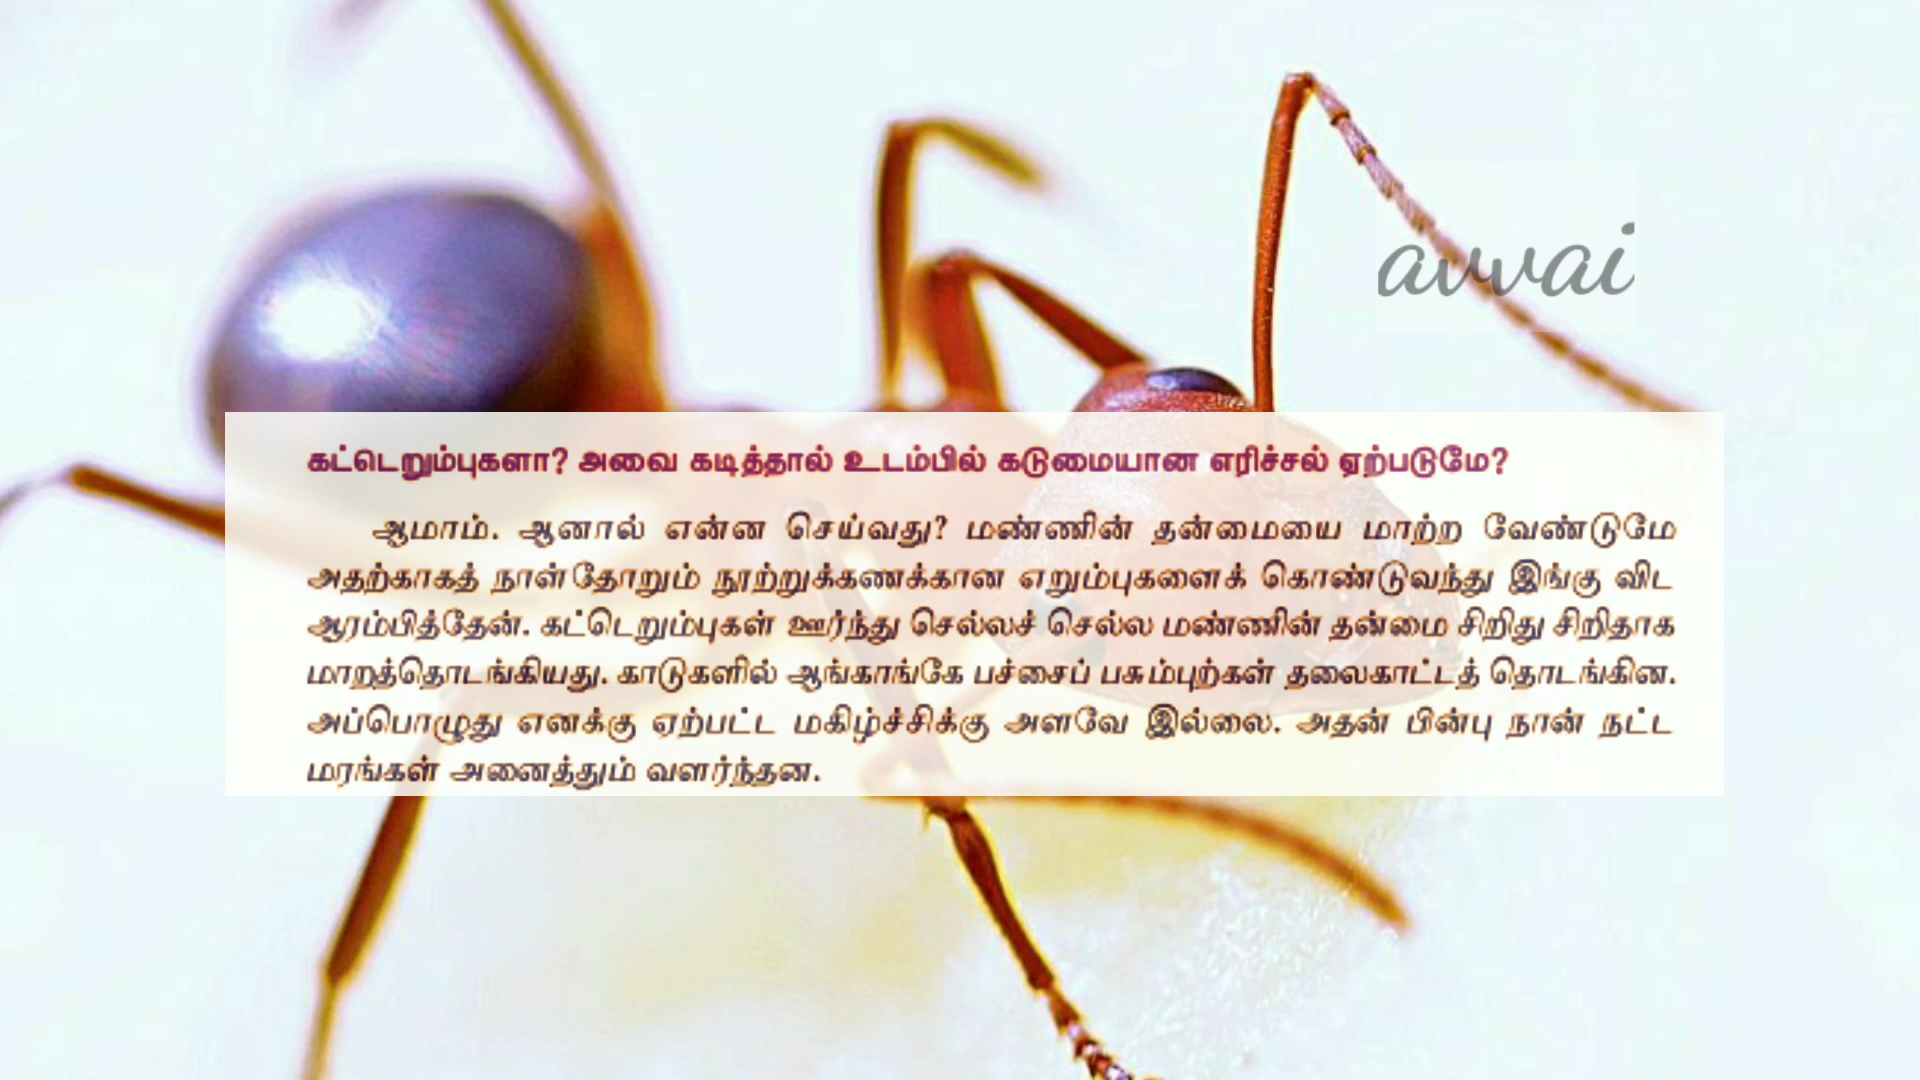 avvai
கட்டெறும்புகளா? அவை கடித்தால் உடம்பில் கடுமையான எரிச்சல் ஏற்படுமே?
ஆமாம். ஆனால் என்ன செய்வது? மண்ணின் தன்மையை மாற்ற வேண்டுமே
அதற்காகத் நாள்தோறும் நூற்றுக்கணக்கான எறும்புகளைக் கொண்டுவந்து இங்கு விட
ஆரம்பித்தேன். கட்டெறும்புகள் ஊர்ந்து செல்லச் செல்ல மண்ணின் தன்மை சிறிது சிறிதாக
மாறத்தொடங்கியது. காடுகளில் ஆங்காங்கே பச்சைப் பசும்புற்கள் தலைகாட்டத் தொடங்கின.
அப்பொழுது எனக்கு ஏற்பட்ட மகிழ்ச்சிக்கு அளவே இல்லை. அதன் பின்பு நான் நட்ட
மரங்கள் அனைத்தும் வளர்ந்தன.